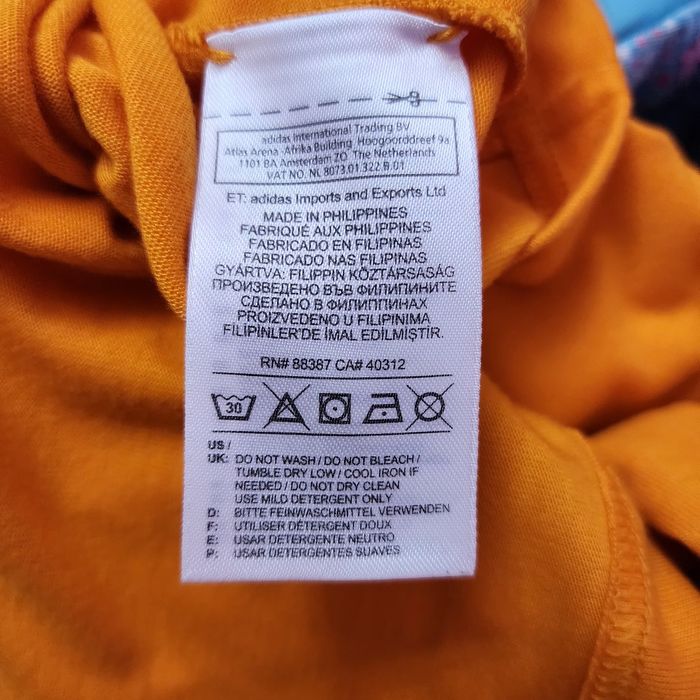 adidas International Trading BV
Atlas Arena -Afrika Building Hoogoorddreef 9a
1101 BA Amsterdam ZO The Netherlands
VAT NO. NL 8073.01.322.B.01
ET: adidas Imports and Exports Ltd
MADE IN PHILIPPINES
FABRIQUÉ AUX PHILIPPINES
FABRICADO EN FILIPINAS
FABRICADO NAS FILIPINAS
GYÁRTVA: FILIPPIN KÖZTÁRSASÁG
ПРОИЗВЕДЕНО ВЪВ ФИЛИПИНИТЕ
СДЕЛАНО В ФИЛИППИНАХ
PROIZVEDENO U FILIPINIMA
FILIPINLER'DE İMAL EDİLMİŞTİR.
RN# 88387 CA# 40312
30
US /
UK: DO NOT WASH / DO NOT BLEACH /
TUMBLE DRY LOW / COOL IRON IF
NEEDED / DO NOT DRY CLEAN
USE MILD DETERGENT ONLY
D: BITTE FEINWASCHMITTEL VERWENDEN
F: UTILISER DÉTERGENT DOUX
E: USAR DETERGENTE NEUTRO
P: USAR DETERGENTES SUAVES